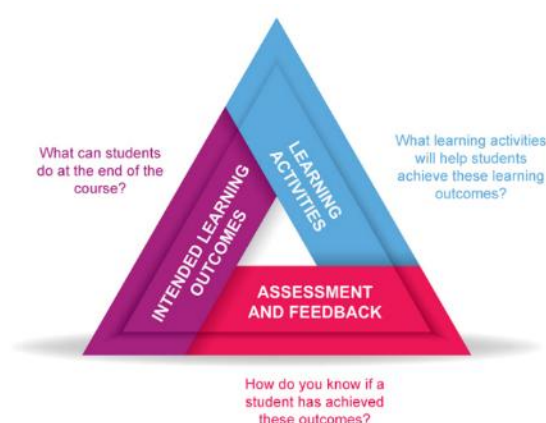 What can students
do at the end of the
course?
INTENDED LEARNING
OUTCOMES
LEARNING
ACTIVITIES
What learning activities
will help students
achieve these learning
outcomes?
ASSESSMENT
AND FEEDBACK
How do you know if a
student has achieved
these outcomes?